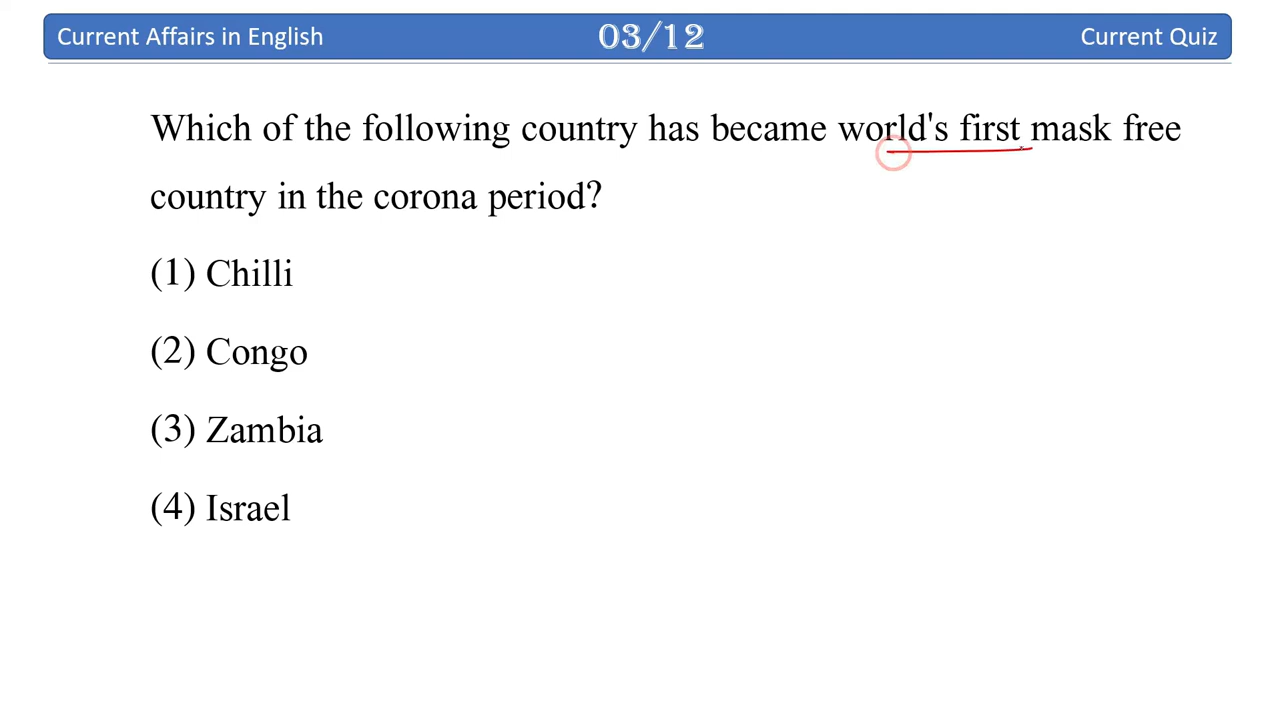 Current Affairs in English 03/12 Current Quiz
Which of the following country has became world's first mask free
country in the corona period?
(1) Chilli
(2) Congo
(3) Zambia
(4) Israel